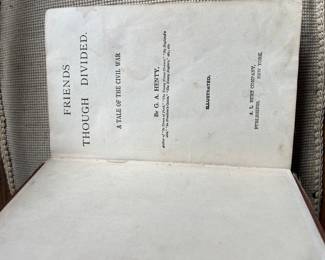 FRIENDS
THOUGH DIVIDED.
A TALE OF THE CIVIL WAR
By G. A. HENTY,
ILLUSTRATED.
A. L. BURT COMPANY,
PUBLISHERS,
NEW YORK.